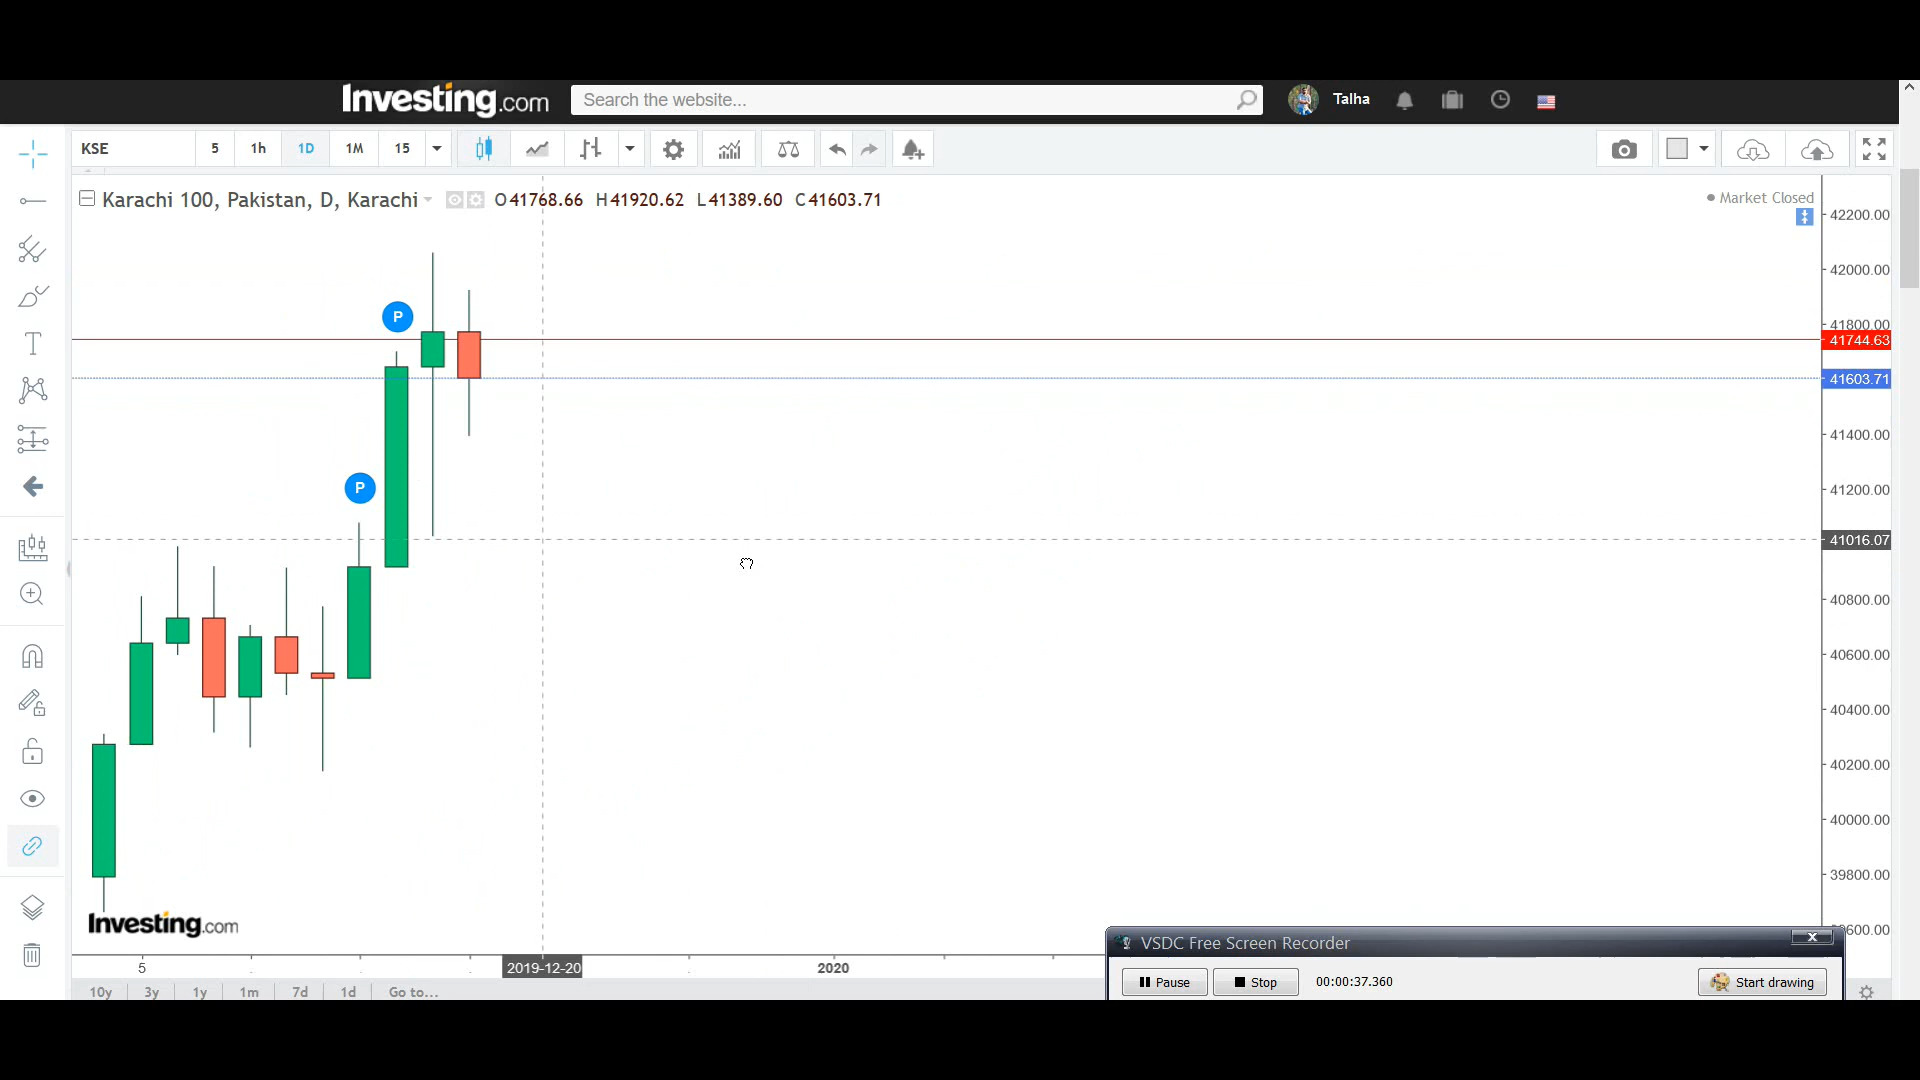 Investing.com
Search the website...
Talha
KSE
5
1h
1D
1M
15
Karachi 100, Pakistan, D, Karachi
O41768.66 H41920.62 L41389.60 C41603.71
Market Closed
42200.00
42000.00
41800.00
41744.63
41603.71
41400.00
41200.00
41016.07
40800.00
40600.00
40400.00
40200.00
40000.00
39800.00
600.00
P
P
Investing.com
5
2019-12-20
2020
10y 3y 1y 1m 7d 1d Go to...
VSDC Free Screen Recorder
Pause
Stop
00:00:37.360
Start drawing